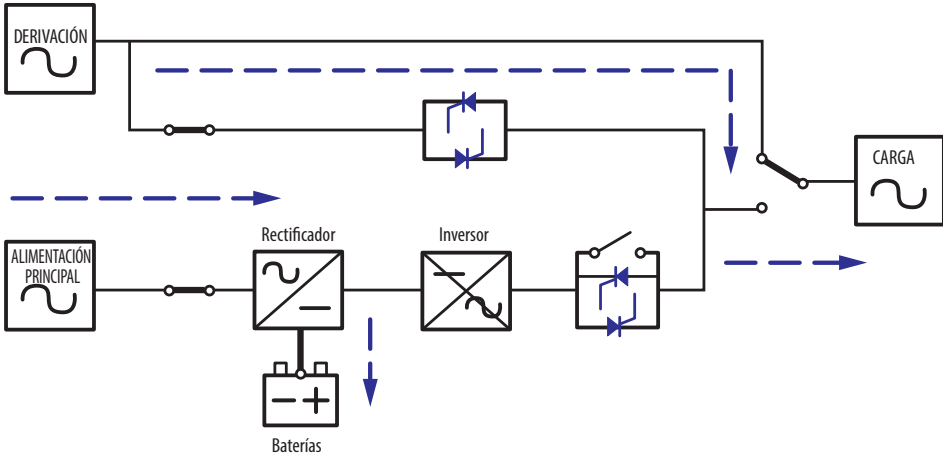 DERIVACIÓN
CARGA
ALIMENTACIÓN
PRINCIPAL
Rectificador
Inversor
Baterías